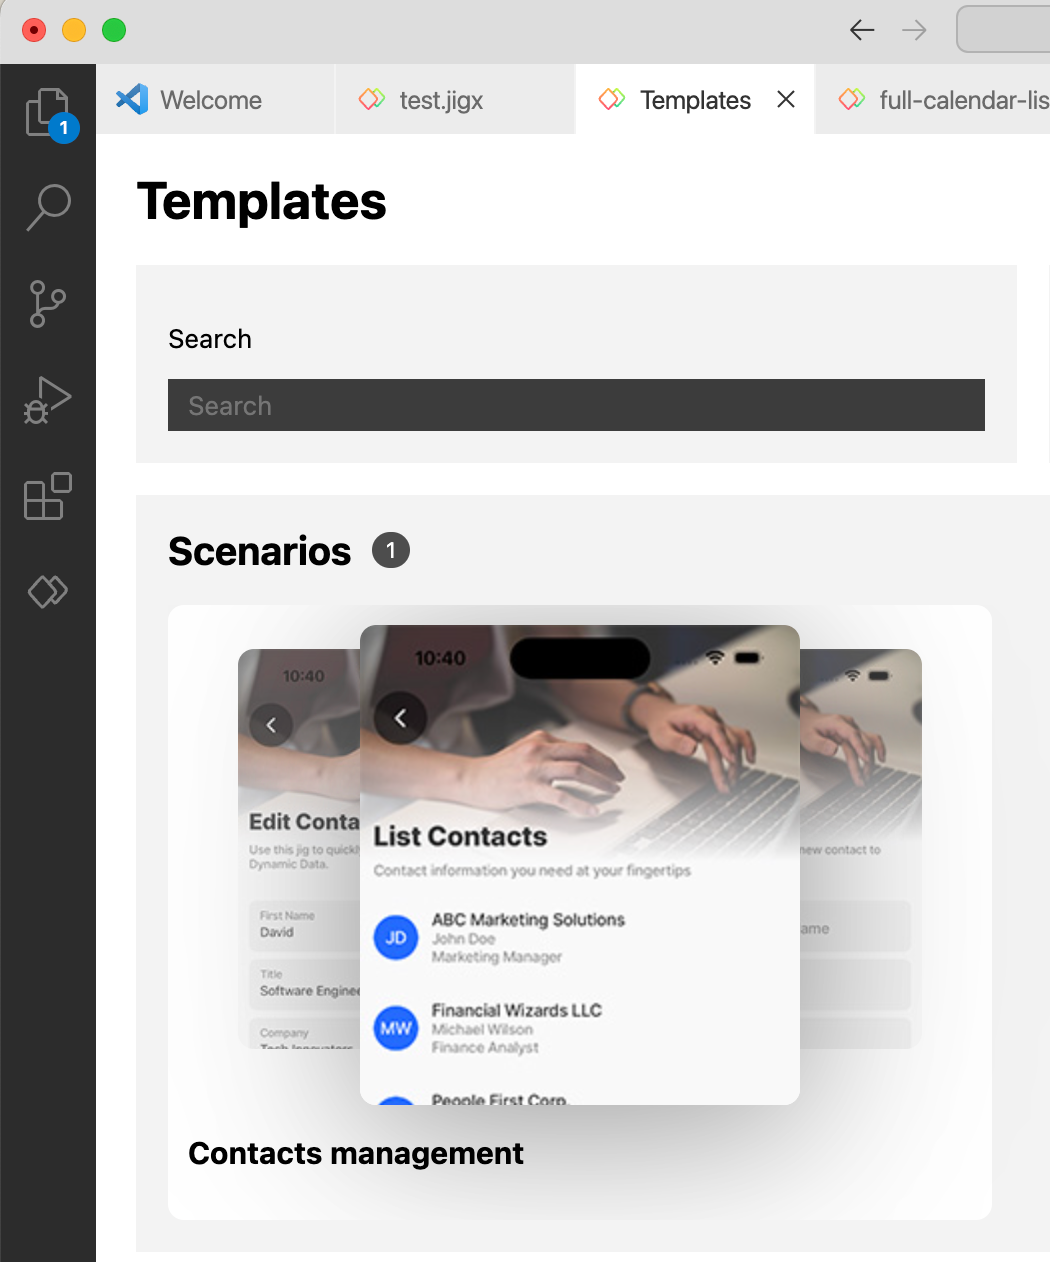 Welcome
test.jigx
Templates
full-calendar-lis
1
Templates
Search
Search
Scenarios 1
10:40
Edit Conta
Use this jig to quickl
Dynamic Data.
First Name
David
Title
Software Enginee
Company
10:40
List Contacts
Contact information you need at your fingertips
JD
ABC Marketing Solutions
John Doe
Marketing Manager
MW
Financial Wizards LLC
Michael Wilson
Finance Analyst
People First Corp.
new contact to
ame
Contacts management